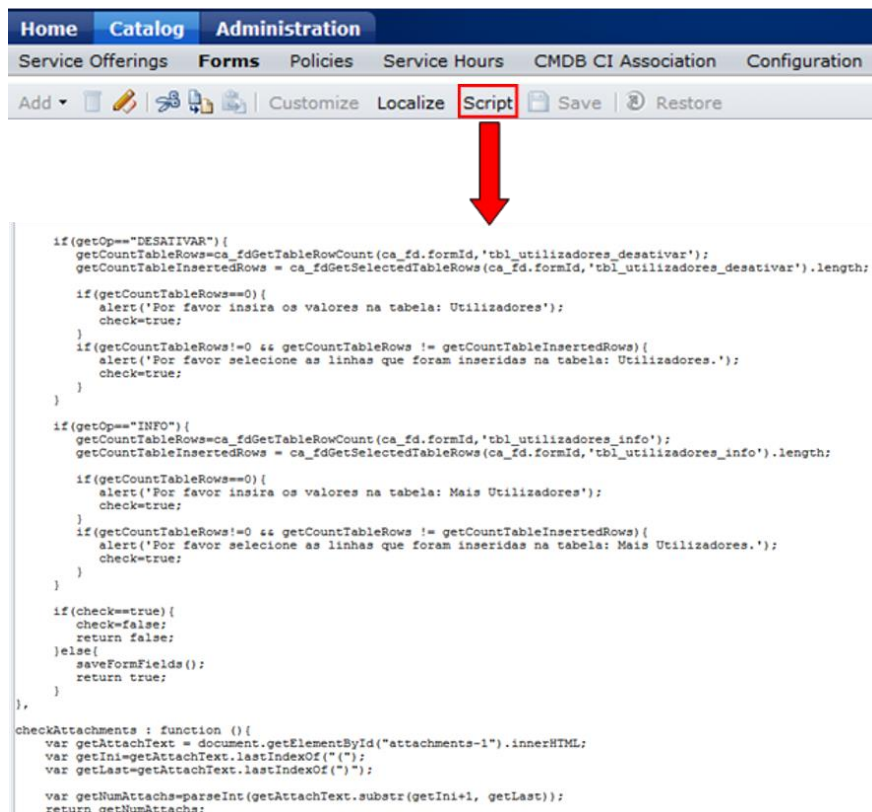 Home Catalog Administration
Service Offerings Forms Policies Service Hours CMDB CI Association Configuration
Add Customize Localize Script Save Restore
if(getOp=="DESATIVAR"){
getCountTableRows=ca_fdGetTableRowCount(ca_fd.formId,'tbl_utilizadores_desativar');
getCountTableInsertedRows = ca_fdGetSelectedTableRows(ca_fd.formId,'tbl_utilizadores_desativar').length;
if(getCountTableRows==0){
alert('Por favor insira os valores na tabela: Utilizadores');
check=true;
}
if(getCountTableRows!=0 && getCountTableRows != getCountTableInsertedRows){
alert('Por favor selecione as linhas que foram inseridas na tabela: Utilizadores.');
check=true;
}
}
if(getOp=="INFO"){
getCountTableRows=ca_fdGetTableRowCount(ca_fd.formId,'tbl_utilizadores_info');
getCountTableInsertedRows = ca_fdGetSelectedTableRows(ca_fd.formId,'tbl_utilizadores_info').length;
if(getCountTableRows==0){
alert('Por favor insira os valores na tabela: Mais Utilizadores');
check=true;
}
if(getCountTableRows!=0 && getCountTableRows != getCountTableInsertedRows){
alert('Por favor selecione as linhas que foram inseridas na tabela: Mais Utilizadores.');
check=true;
}
}
if(check==true){
check=false;
return false;
}else{
saveFormFields();
return true;
}
},
checkAttachments : function (){
var getAttachText = document.getElementById("attachments-1").innerHTML;
var getIni=getAttachText.lastIndexOf("(");
var getLast=getAttachText.lastIndexOf(")");
var getNumAttachs=parseInt(getAttachText.substr(getIni+1, getLast));
return getNumAttachs;